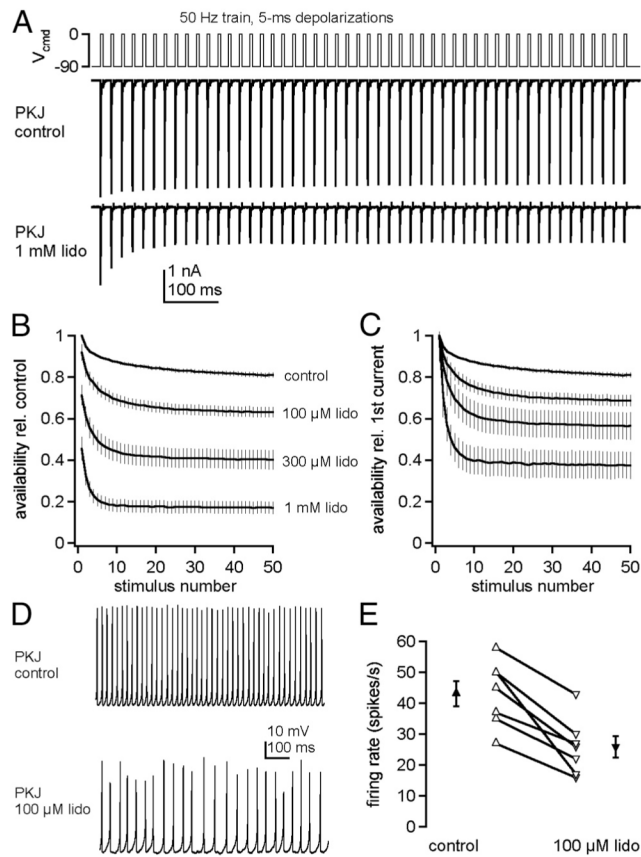 A
50 Hz train, 5-ms depolarizations
Vcmd
0
-90
PKJ
control
PKJ
1 mM lido
1 nA
100 ms
B
availability rel. control
1
0.8
0.6
0.4
0.2
0
control
100 µM lido
300 µM lido
1 mM lido
0 10 20 30 40 50
stimulus number
C
availability rel. 1st current
1
0.8
0.6
0.4
0.2
0
0 10 20 30 40 50
stimulus number
D
PKJ
control
10 mV
100 ms
PKJ
100 µM lido
E
firing rate (spikes/s)
60
50
40
30
20
10
0
control 100 µM lido